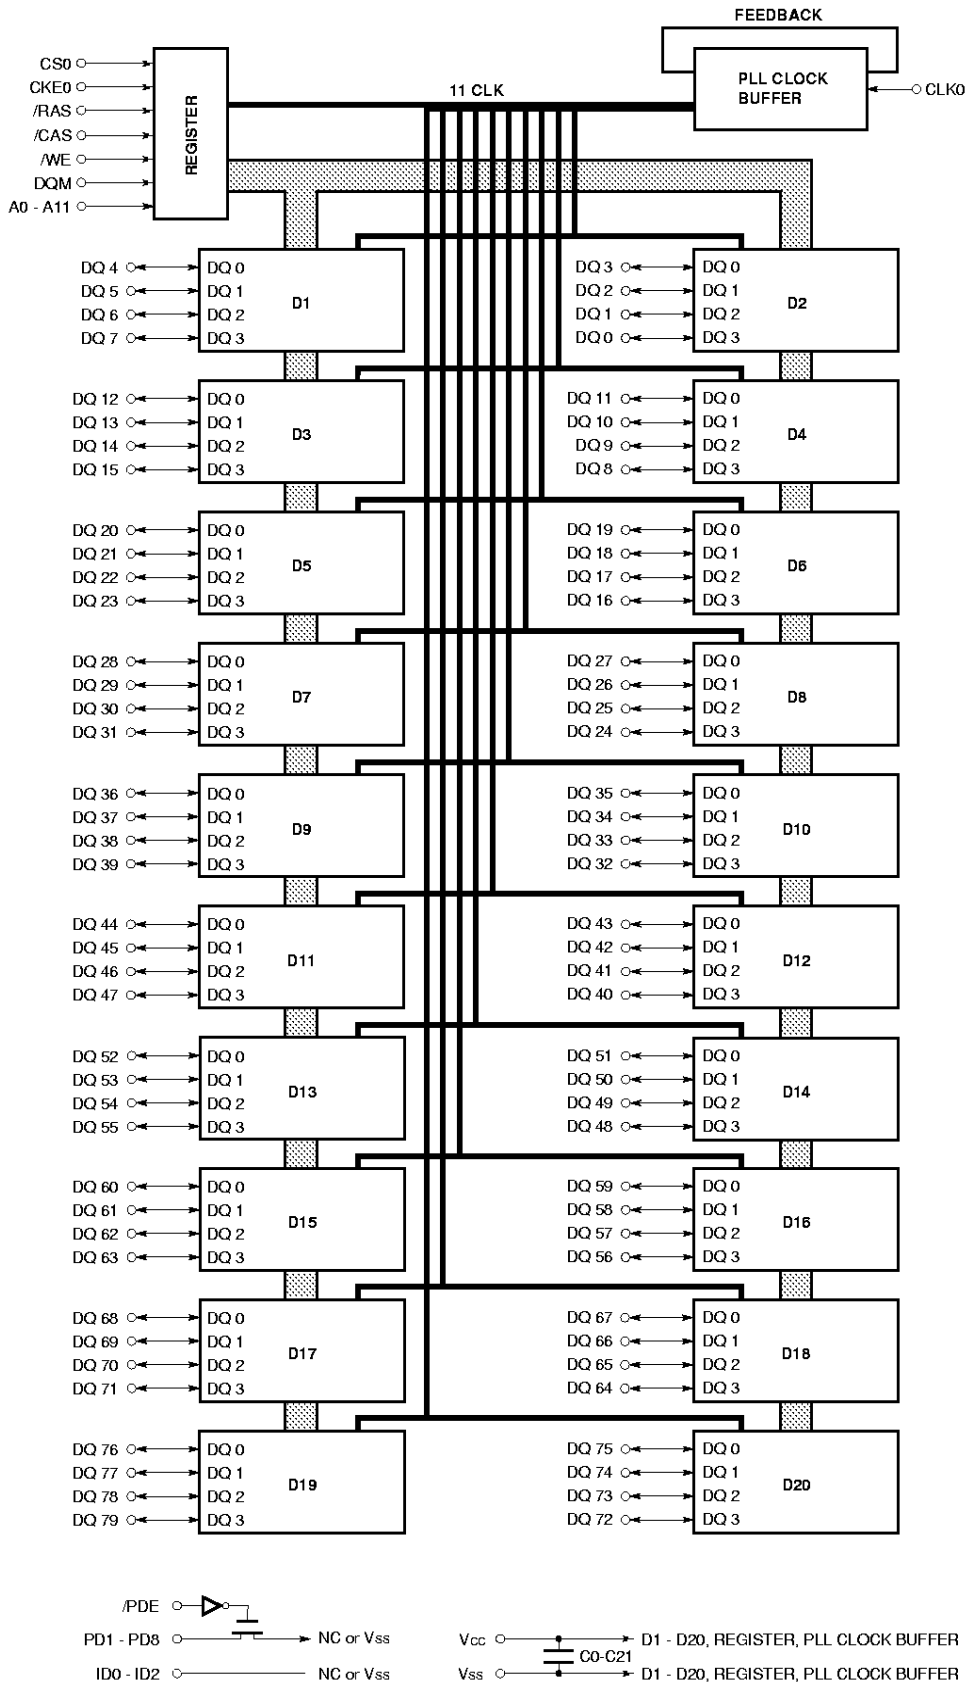 FEEDBACK
PLL CLOCK
BUFFER
CLK0
11 CLK
REGISTER
CS0
CKE0
/RAS
/CAS
/WE
DQM
A0 - A11
DQ 4 DQ 0 DQ 3 DQ 0
DQ 5 DQ 1 DQ 2 DQ 1
D1 D2
DQ 6 DQ 2 DQ 1 DQ 2
DQ 7 DQ 3 DQ 0 DQ 3
DQ 12 DQ 0 DQ 11 DQ 0
DQ 13 DQ 1 DQ 10 DQ 1
D3 D4
DQ 14 DQ 2 DQ 9 DQ 2
DQ 15 DQ 3 DQ 8 DQ 3
DQ 20 DQ 0 DQ 19 DQ 0
DQ 21 DQ 1 DQ 18 DQ 1
D5 D6
DQ 22 DQ 2 DQ 17 DQ 2
DQ 23 DQ 3 DQ 16 DQ 3
DQ 28 DQ 0 DQ 27 DQ 0
DQ 29 DQ 1 DQ 26 DQ 1
D7 D8
DQ 30 DQ 2 DQ 25 DQ 2
DQ 31 DQ 3 DQ 24 DQ 3
DQ 36 DQ 0 DQ 35 DQ 0
DQ 37 DQ 1 DQ 34 DQ 1
D9 D10
DQ 38 DQ 2 DQ 33 DQ 2
DQ 39 DQ 3 DQ 32 DQ 3
DQ 44 DQ 0 DQ 43 DQ 0
DQ 45 DQ 1 DQ 42 DQ 1
D11 D12
DQ 46 DQ 2 DQ 41 DQ 2
DQ 47 DQ 3 DQ 40 DQ 3
DQ 52 DQ 0 DQ 51 DQ 0
DQ 53 DQ 1 DQ 50 DQ 1
D13 D14
DQ 54 DQ 2 DQ 49 DQ 2
DQ 55 DQ 3 DQ 48 DQ 3
DQ 60 DQ 0 DQ 59 DQ 0
DQ 61 DQ 1 DQ 58 DQ 1
D15 D16
DQ 62 DQ 2 DQ 57 DQ 2
DQ 63 DQ 3 DQ 56 DQ 3
DQ 68 DQ 0 DQ 67 DQ 0
DQ 69 DQ 1 DQ 66 DQ 1
D17 D18
DQ 70 DQ 2 DQ 65 DQ 2
DQ 71 DQ 3 DQ 64 DQ 3
DQ 76 DQ 0 DQ 75 DQ 0
DQ 77 DQ 1 DQ 74 DQ 1
D19 D20
DQ 78 DQ 2 DQ 73 DQ 2
DQ 79 DQ 3 DQ 72 DQ 3
/PDE
PD1 - PD8 NC or Vss
ID0 - ID2 NC or Vss
Vcc D1 - D20, REGISTER, PLL CLOCK BUFFER
C0-C21
Vss D1 - D20, REGISTER, PLL CLOCK BUFFER